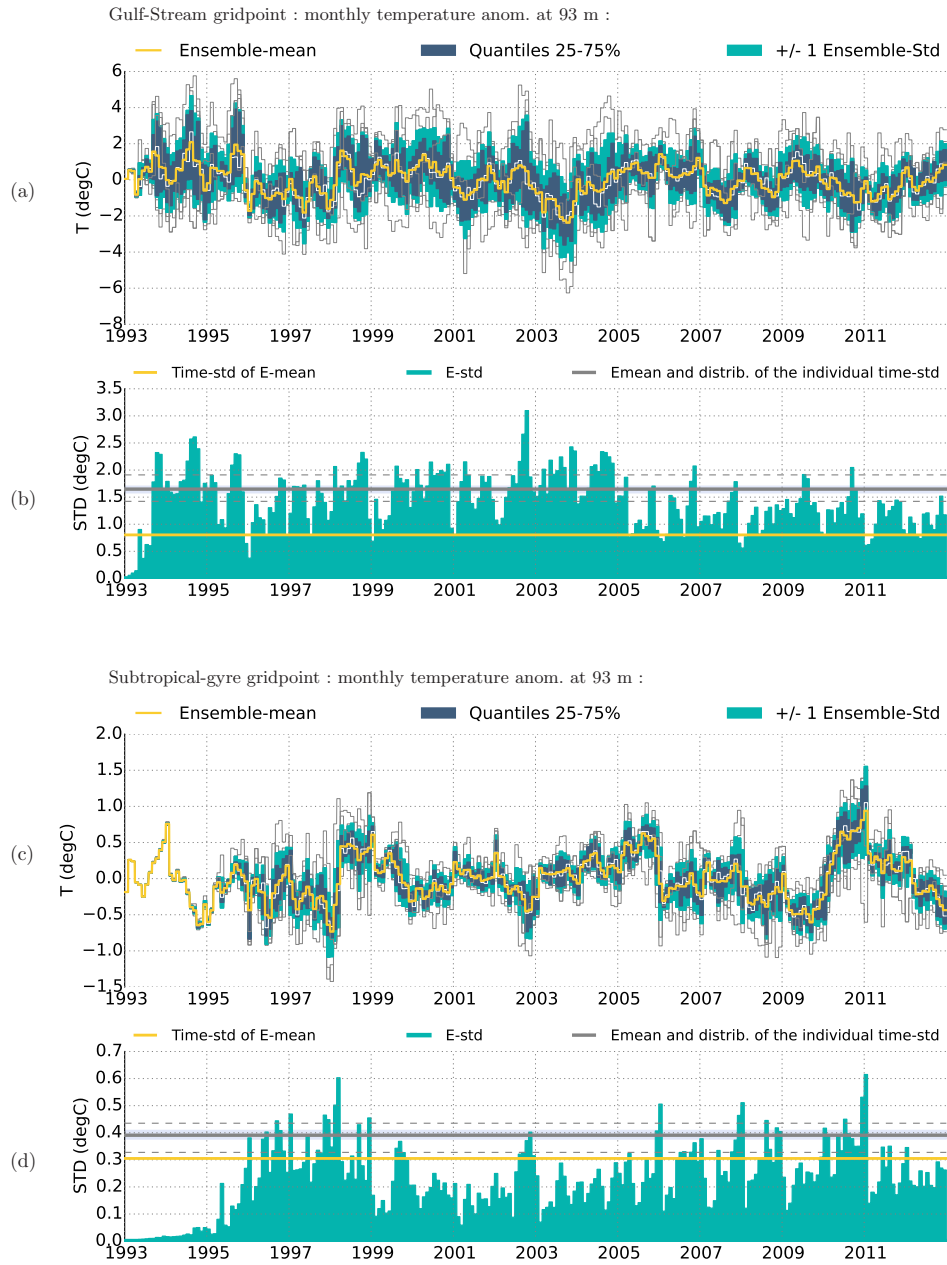 Gulf-Stream gridpoint : monthly temperature anom. at 93 m :
Ensemble-mean Quantiles 25-75% +/- 1 Ensemble-Std
6
4
2
0
−2
−4
−6
−8
T (degC)
(a)
1993 1995 1997 1999 2001 2003 2005 2007 2009 2011
Time-std of E-mean E-std Emean and distrib. of the individual time-std
3.5
3.0
2.5
2.0
1.5
1.0
0.5
0.0
STD (degC)
(b)
1993 1995 1997 1999 2001 2003 2005 2007 2009 2011
Subtropical-gyre gridpoint : monthly temperature anom. at 93 m :
Ensemble-mean Quantiles 25-75% +/- 1 Ensemble-Std
2.0
1.5
1.0
0.5
0.0
−0.5
−1.0
−1.5
T (degC)
(c)
1993 1995 1997 1999 2001 2003 2005 2007 2009 2011
Time-std of E-mean E-std Emean and distrib. of the individual time-std
0.7
0.6
0.5
0.4
0.3
0.2
0.1
0.0
STD (degC)
(d)
1993 1995 1997 1999 2001 2003 2005 2007 2009 2011